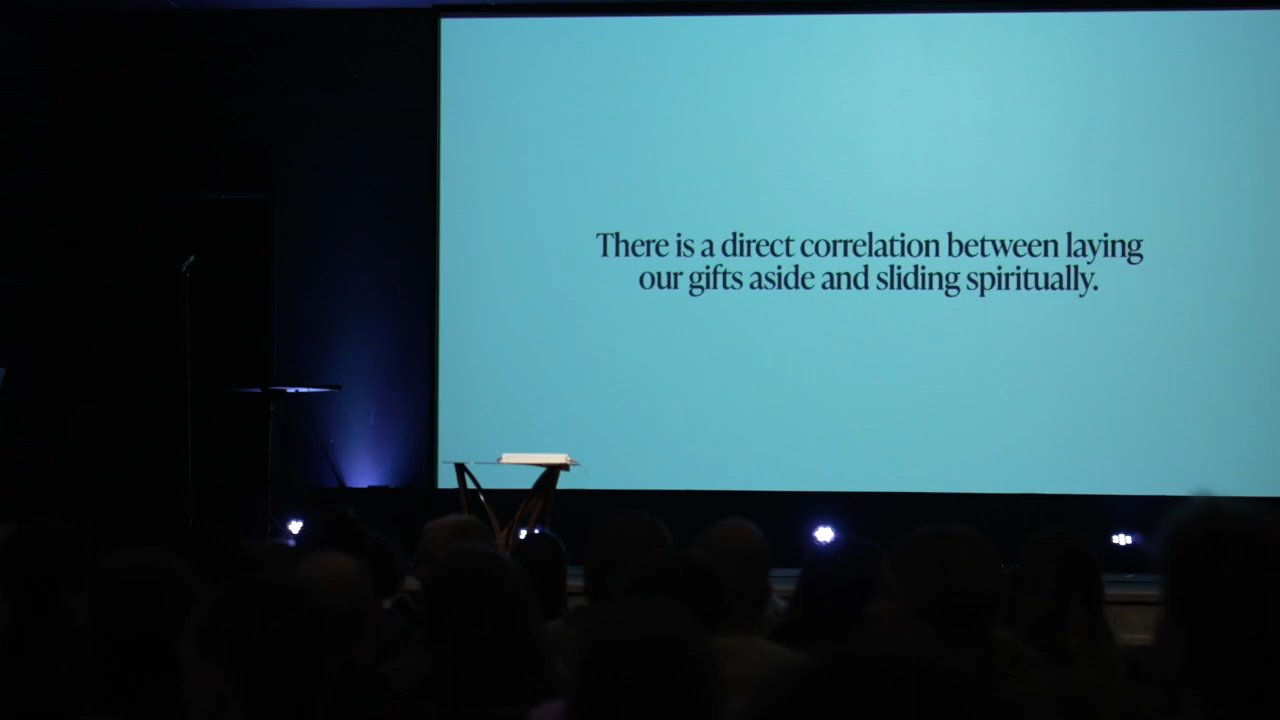 There is a direct correlation between laying
our gifts aside and sliding spiritually.